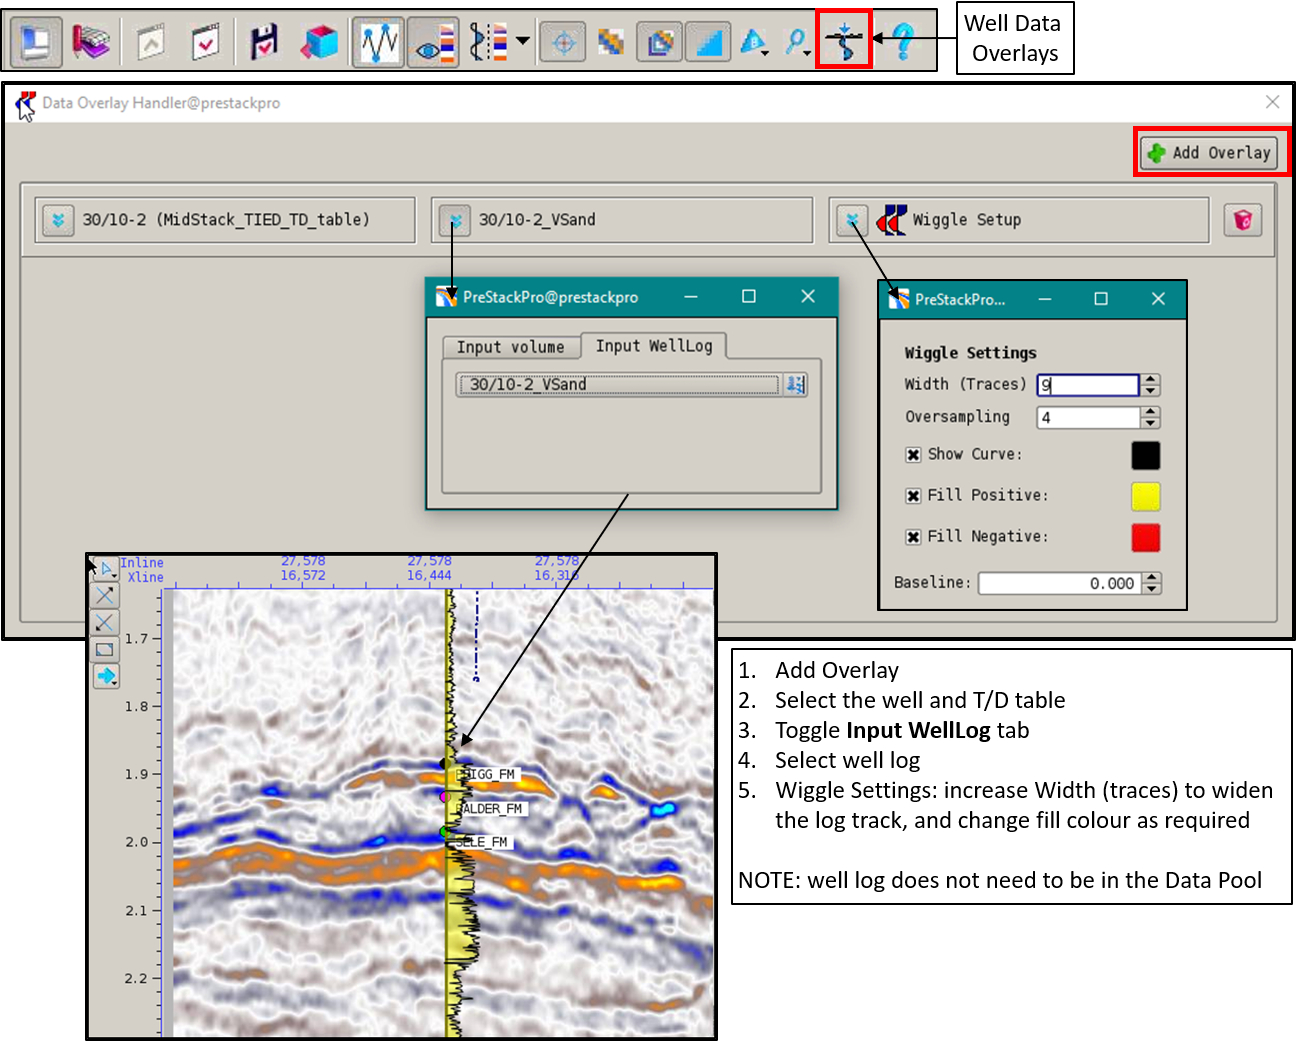 Well Data
Overlays
Data Overlay Handler@prestackpro
Add Overlay
30/10-2 (MidStack_TIED_TD_table)
30/10-2_VSand
Wiggle Setup
PreStackPro@prestackpro
Input volume
Input WellLog
30/10-2_VSand
PreStackPro...
Wiggle Settings
Width (Traces) 9
Oversampling 4
Show Curve:
Fill Positive:
Fill Negative:
Baseline: 0.000
Inline 27,578 27,578 27,578
Xline 16,572 16,444 16,316
1.7
1.8
1.9
2.0
2.1
2.2
BALDER_FM
SELE_FM
1. Add Overlay
2. Select the well and T/D table
3. Toggle Input WellLog tab
4. Select well log
5. Wiggle Settings: increase Width (traces) to widen
the log track, and change fill colour as required
NOTE: well log does not need to be in the Data Pool